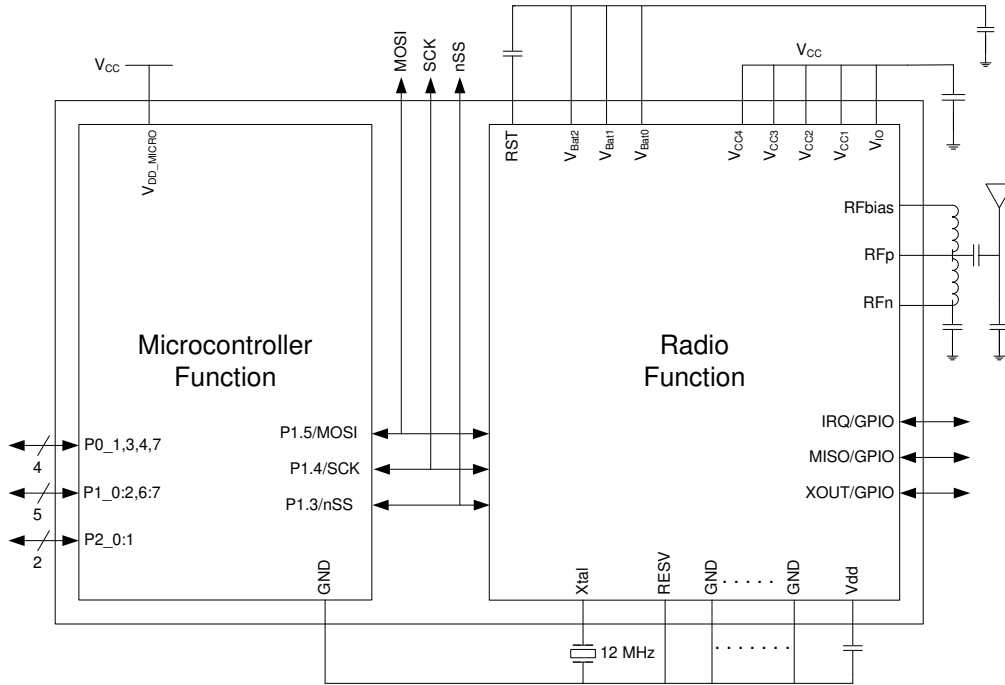 MOSI
SCK
nSS
V_CC
V_CC
V_DD_MICRO
RST
V_Bat2
V_Bat1
V_Bat0
V_CC4
V_CC3
V_CC2
V_CC1
V_IO
RFbias
RFp
RFn
Microcontroller
Function
Radio
Function
P0_1,3,4,7
4
P1_0:2,6:7
5
P2_0:1
2
P1.5/MOSI
P1.4/SCK
P1.3/nSS
IRQ/GPIO
MISO/GPIO
XOUT/GPIO
GND
Xtal
RESV
GND
. . . . .
GND
Vdd
12 MHz
. . . . . . .